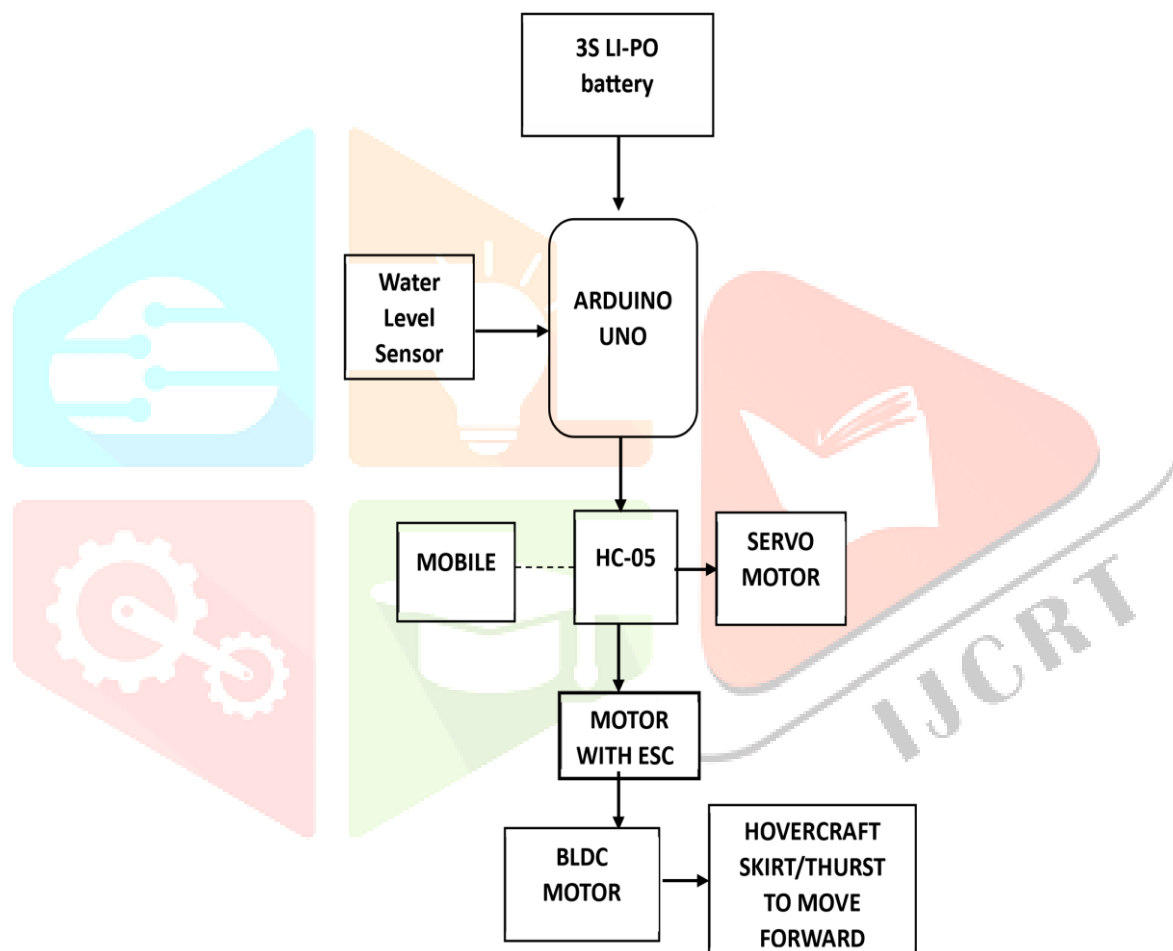 3S LI-PO
battery
Water
Level
Sensor
ARDUINO
UNO
MOBILE
HC-05
SERVO
MOTOR
IJCRT
MOTOR
WITH ESC
BLDC
MOTOR
HOVERCRAFT
SKIRT/THURST
TO MOVE
FORWARD